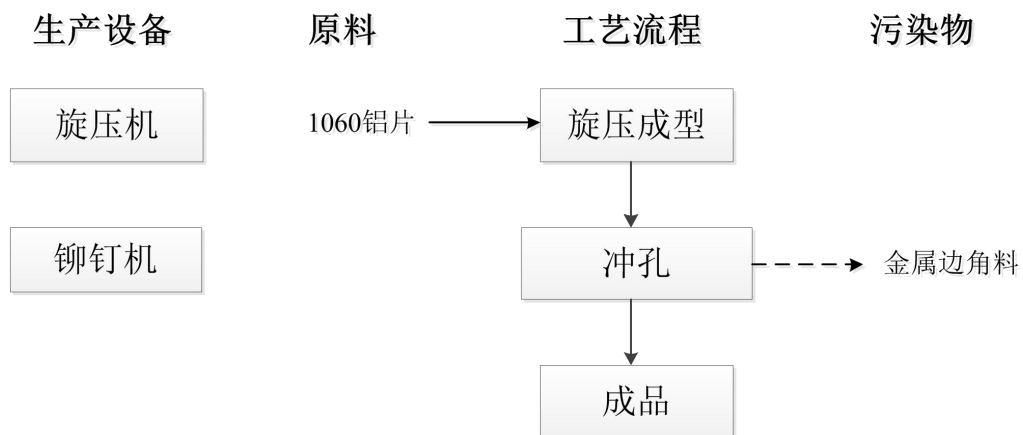 生产设备 原料 工艺流程 污染物
旋压机 1060铝片 旋压成型
铆钉机 冲孔 金属边角料
成品